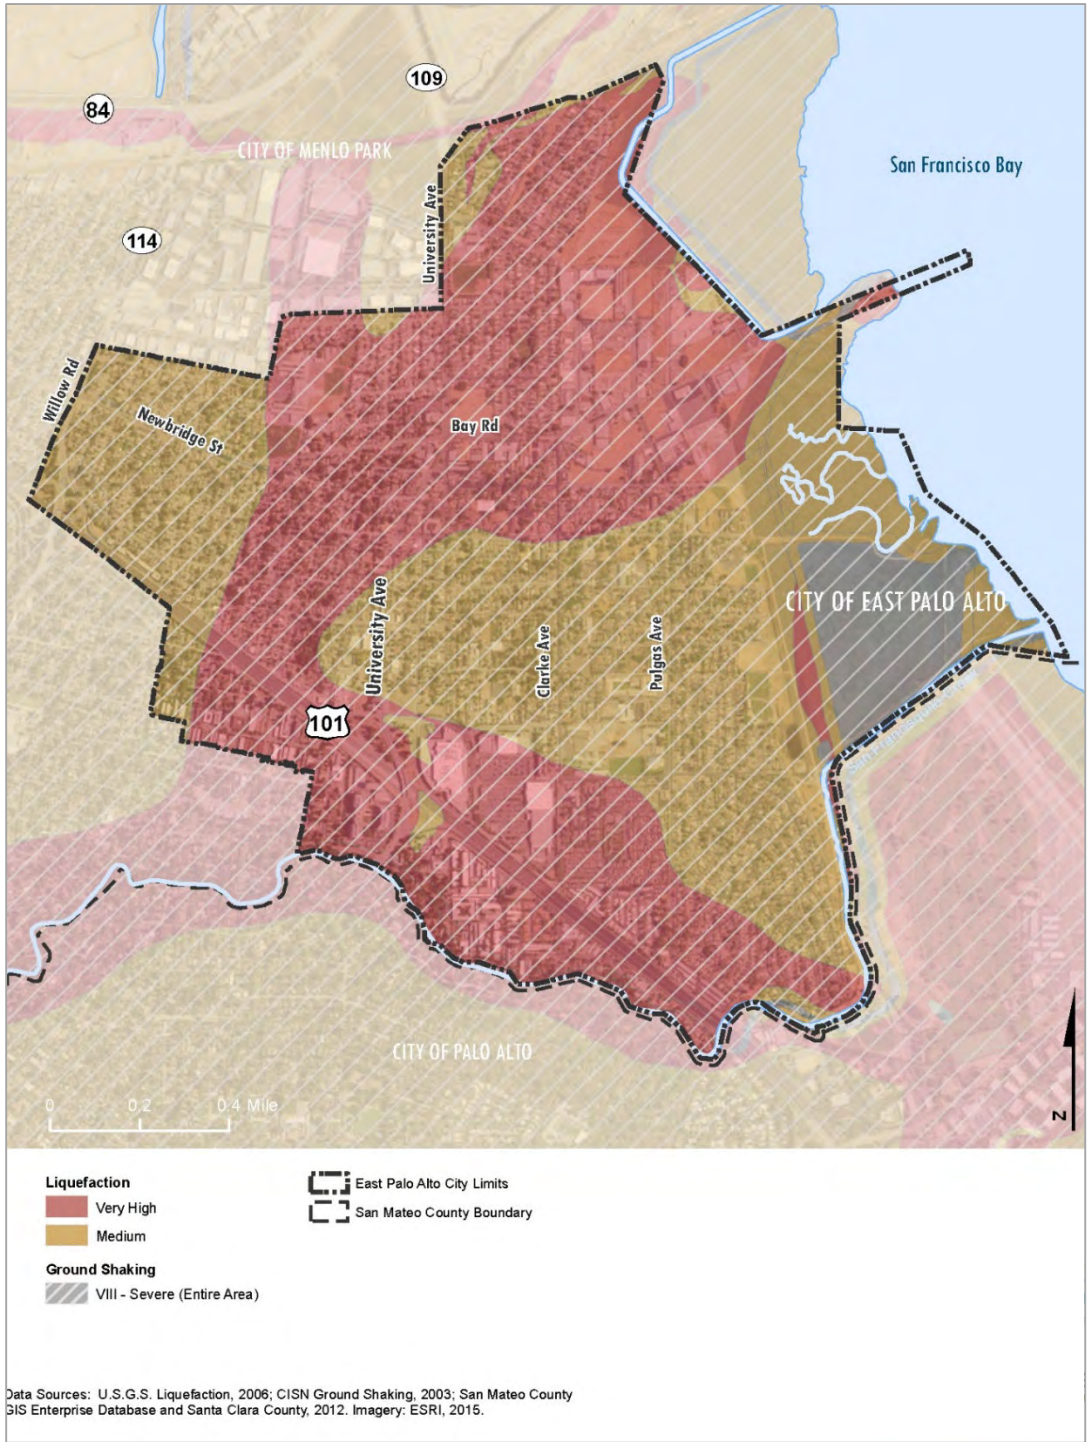 109
84
CITY OF MENLO PARK
San Francisco Bay
University Ave
114
Willow Rd
Newbridge St
Bay Rd
CITY OF EAST PALO ALTO
University Ave
Clarke Ave
Pulgas Ave
101
CITY OF PALO ALTO
0 0.2 0.4 Mile
N
Liquefaction
Very High
Medium
Ground Shaking
VIII - Severe (Entire Area)
East Palo Alto City Limits
San Mateo County Boundary
Data Sources: U.S.G.S. Liquefaction, 2006; CISN Ground Shaking, 2003; San Mateo County
GIS Enterprise Database and Santa Clara County, 2012. Imagery: ESRI, 2015.